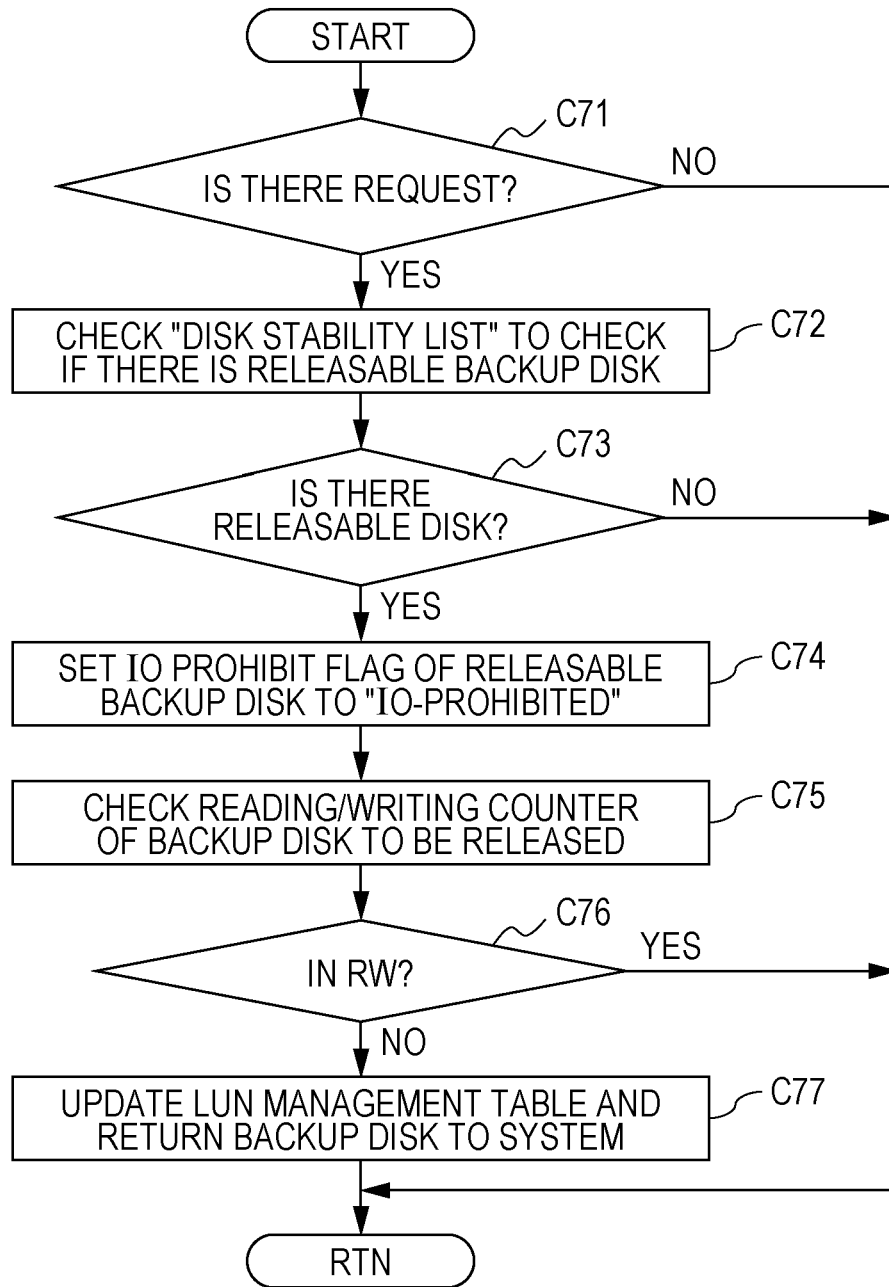 START
C71
IS THERE REQUEST?
NO
YES
CHECK "DISK STABILITY LIST" TO CHECK
IF THERE IS RELEASABLE BACKUP DISK
C72
C73
IS THERE
RELEASABLE DISK?
NO
YES
SET IO PROHIBIT FLAG OF RELEASABLE
BACKUP DISK TO "IO-PROHIBITED"
C74
CHECK READING/WRITING COUNTER
OF BACKUP DISK TO BE RELEASED
C75
C76
IN RW?
YES
NO
UPDATE LUN MANAGEMENT TABLE AND
RETURN BACKUP DISK TO SYSTEM
C77
RTN